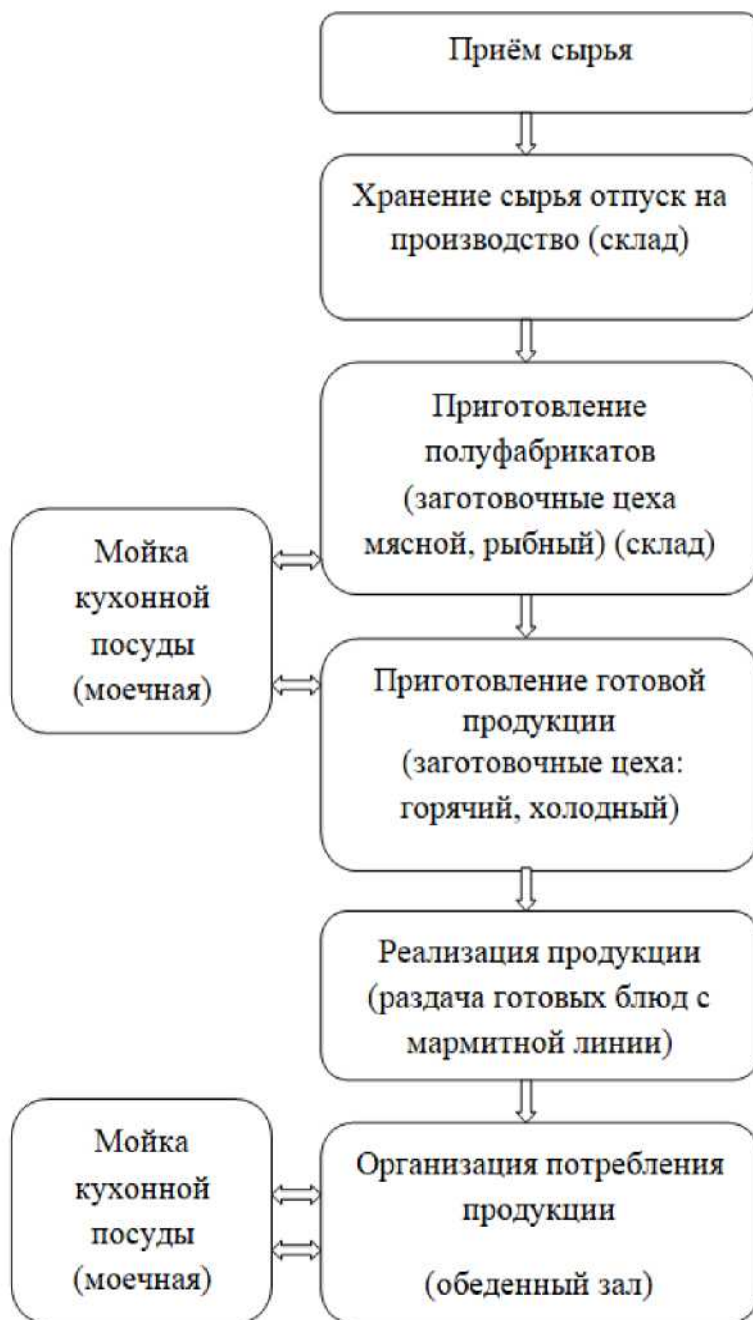 Приём сырья
Хранение сырья отпуск на
производство (склад)
Приготовление
полуфабрикатов
(заготовочные цеха
мясной, рыбный) (склад)
Мойка
кухонной
посуды
(моечная)
Приготовление готовой
продукции
(заготовочные цеха:
горячий, холодный)
Реализация продукции
(раздача готовых блюд с
мармитной линии)
Мойка
кухонной
посуды
(моечная)
Организация потребления
продукции
(обеденный зал)